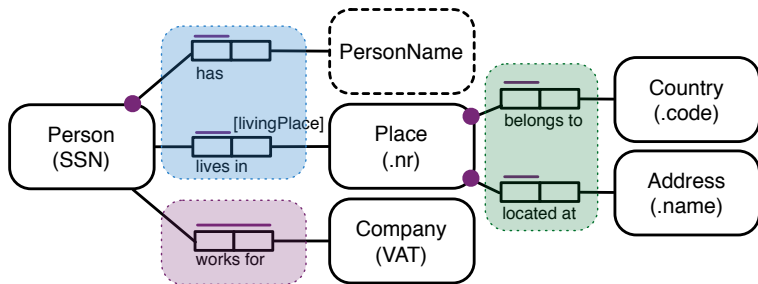 has
PersonName
Person
(SSN)
[livingPlace]
lives in
Place
(.nr)
belongs to
Country
(.code)
located at
Address
(.name)
works for
Company
(VAT)